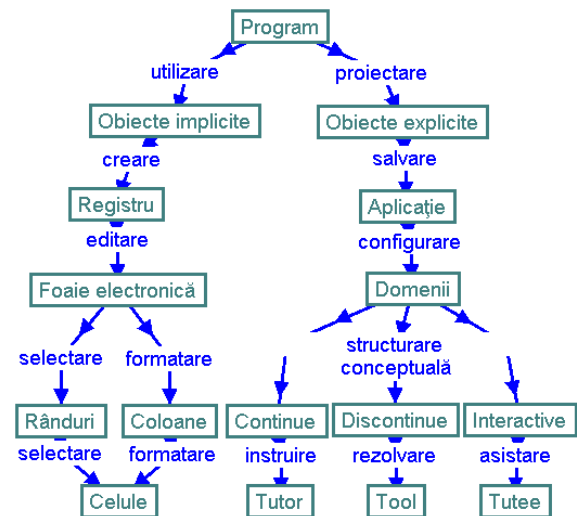 Program
utilizare
proiectare
Obiecte implicite
Obiecte explicite
creare
salvare
Registru
Aplicaţie
editare
configurare
Foaie electronică
Domenii
selectare
formatare
structurare
conceptuală
Rânduri
Coloane
Continue
Discontinue
Interactive
selectare
formatare
instruire
rezolvare
asistare
Celule
Tutor
Tool
Tutee